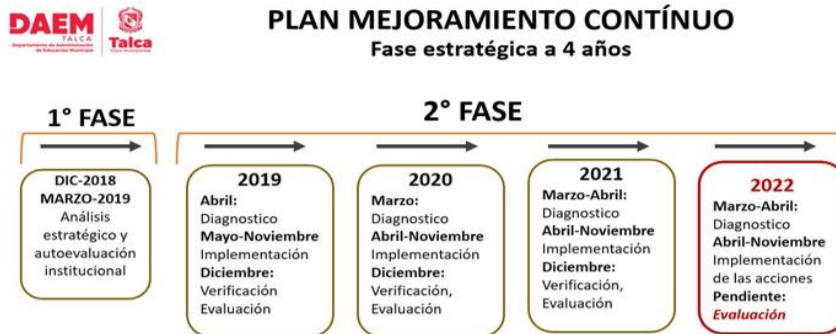 DAEM
TALCA
Departamento de Administración
de Educación Municipal
Talca
PLAN MEJORAMIENTO CONTÍNUO
Fase estratégica a 4 años
1° FASE
2° FASE
DIC-2018
MARZO-2019
Análisis
estratégico y
autoevaluación
institucional
2019
Abril:
Diagnostico
Mayo-Noviembre
Implementación
Diciembre:
Verificación
Evaluación
2020
Marzo:
Diagnostico
Abril-Noviembre
Implementación
Diciembre:
Verificación,
Evaluación
2021
Marzo-Abril:
Diagnostico
Abril-Noviembre
Implementación
Diciembre:
Verificación,
Evaluación
2022
Marzo-Abril:
Diagnostico
Abril-Noviembre
Implementación
de las acciones
Pendiente:
Evaluación